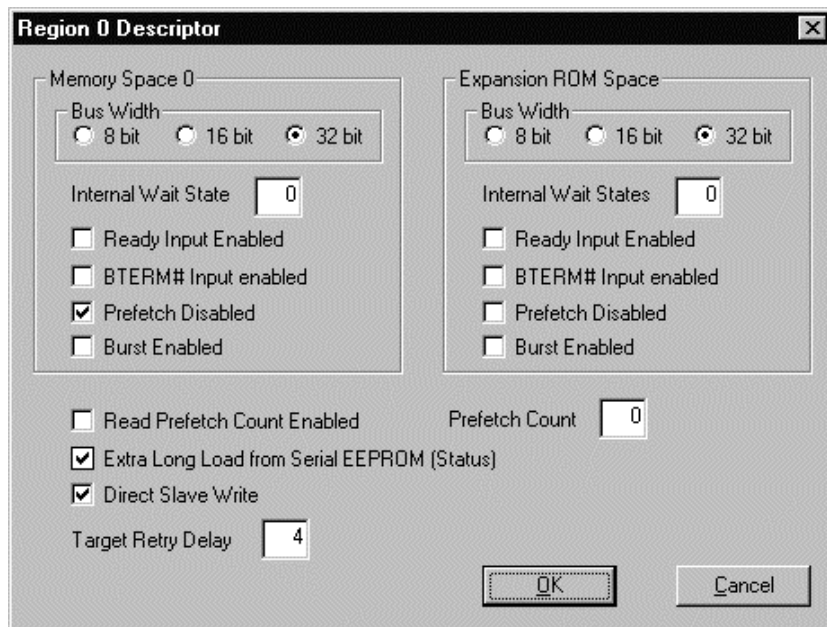 Region 0 Descriptor
Memory Space 0
Bus Width
8 bit 16 bit 32 bit
Internal Wait State 0
Ready Input Enabled
BTERM# Input enabled
Prefetch Disabled
Burst Enabled
Expansion ROM Space
Bus Width
8 bit 16 bit 32 bit
Internal Wait States 0
Ready Input Enabled
BTERM# Input enabled
Prefetch Disabled
Burst Enabled
Read Prefetch Count Enabled
Prefetch Count 0
Extra Long Load from Serial EEPROM (Status)
Direct Slave Write
Target Retry Delay 4
OK Cancel